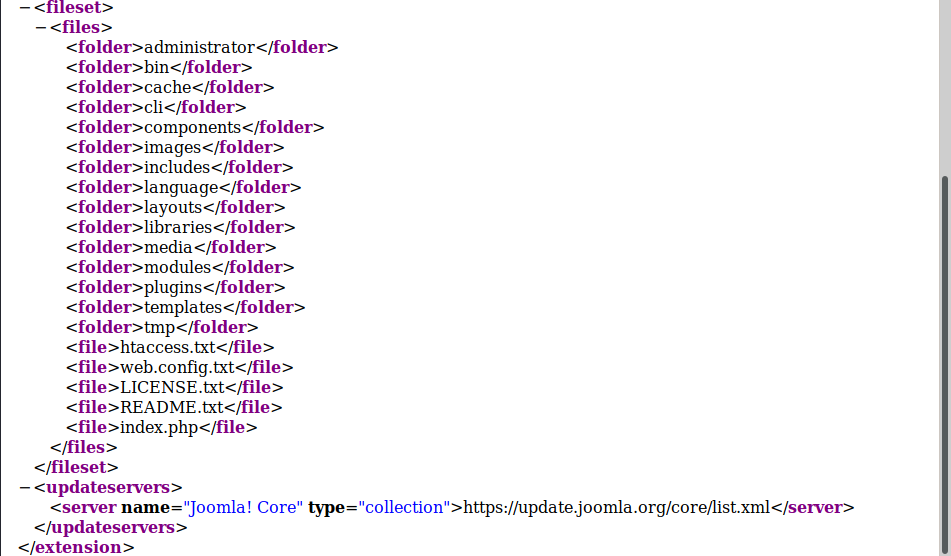 −<fileset>
−<files>
<folder>administrator</folder>
<folder>bin</folder>
<folder>cache</folder>
<folder>cli</folder>
<folder>components</folder>
<folder>images</folder>
<folder>includes</folder>
<folder>language</folder>
<folder>layouts</folder>
<folder>libraries</folder>
<folder>media</folder>
<folder>modules</folder>
<folder>plugins</folder>
<folder>templates</folder>
<folder>tmp</folder>
<file>htaccess.txt</file>
<file>web.config.txt</file>
<file>LICENSE.txt</file>
<file>README.txt</file>
<file>index.php</file>
</files>
</fileset>
−<updateservers>
<server name="Joomla! Core" type="collection">https://update.joomla.org/core/list.xml</server>
</updateservers>
</extension>